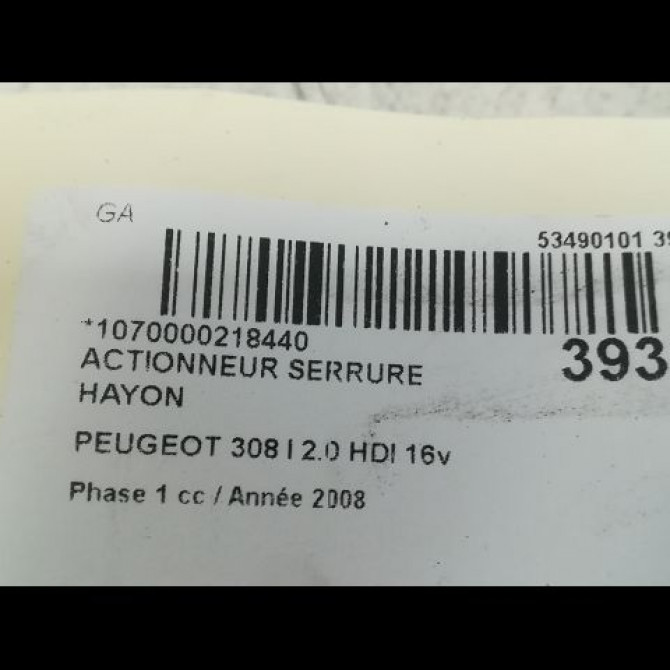 GA
53490101 39
*1070000218440
393
ACTIONNEUR SERRURE
HAYON
PEUGEOT 308 I 2.0 HDI 16v
Phase 1 cc / Année 2008